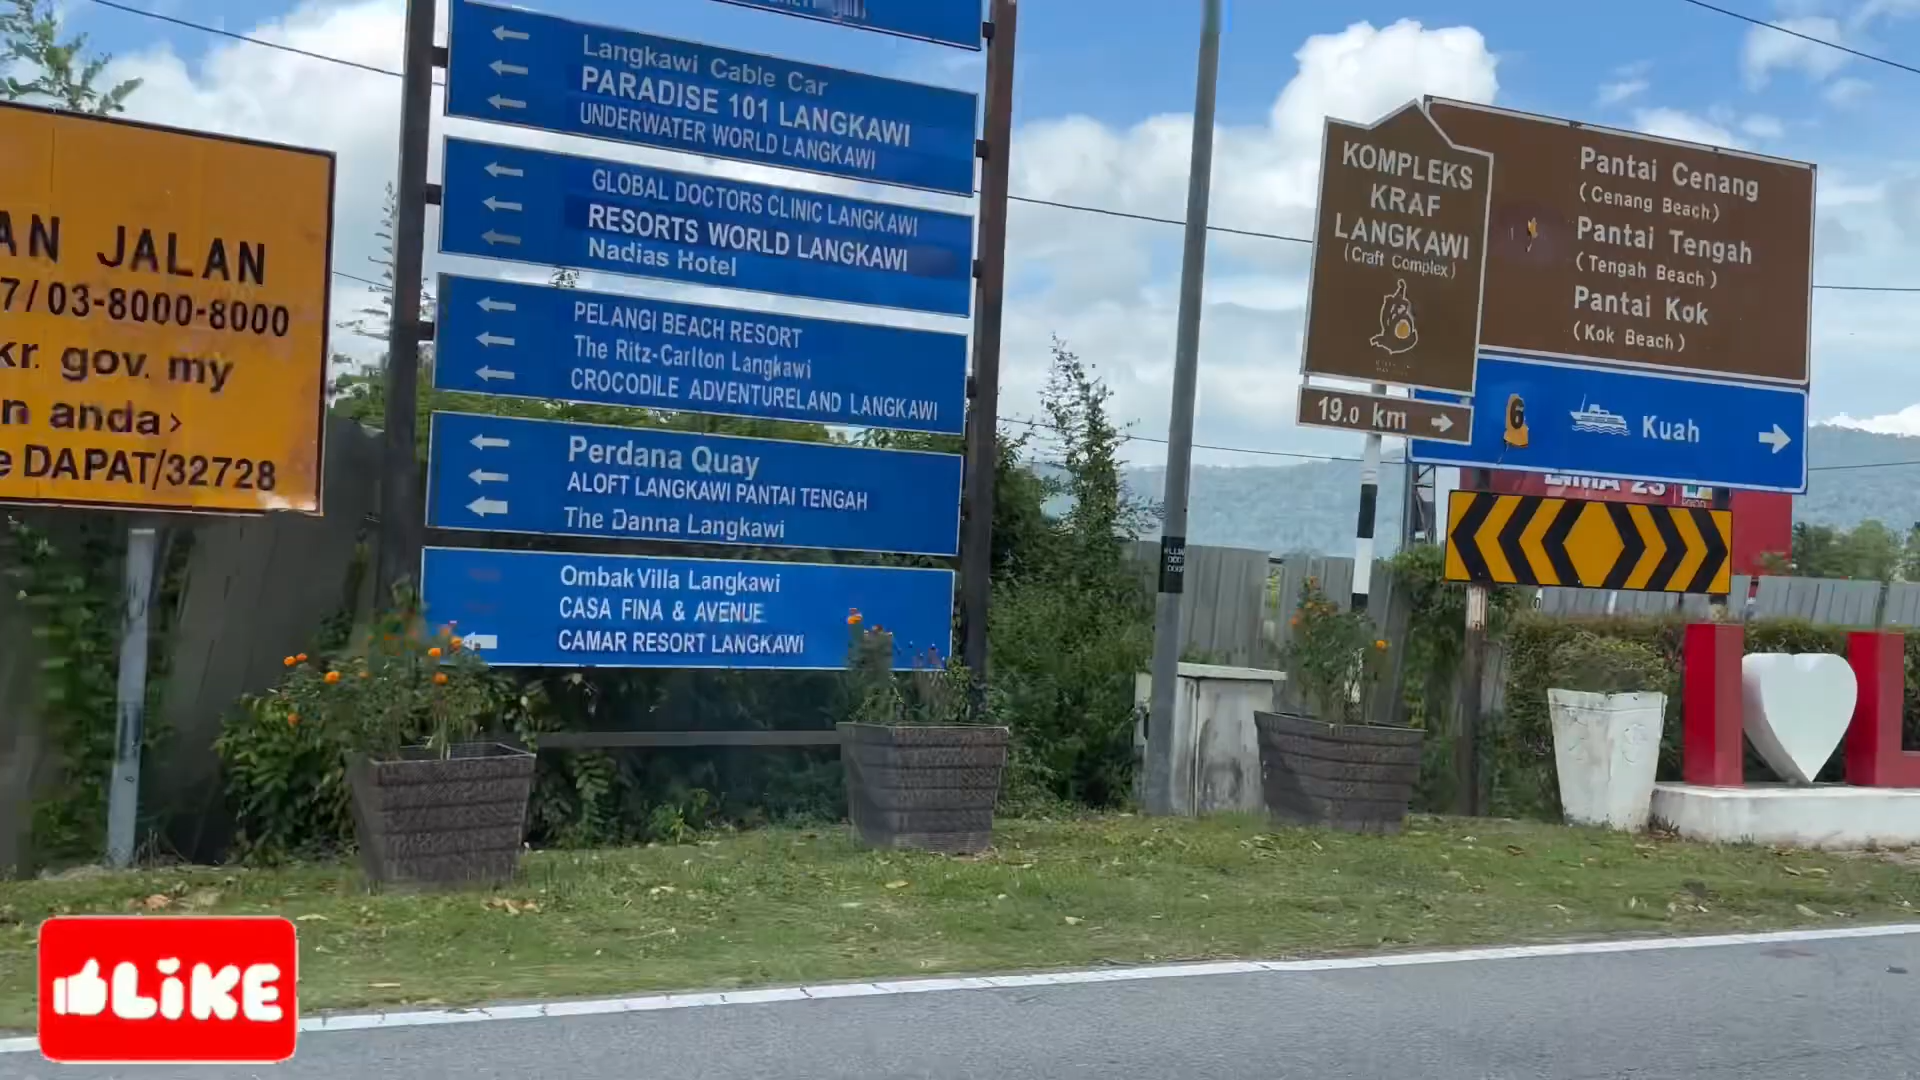 AN JALAN
7/03-8000-8000
kr. gov. my
n anda>
e DAPAT/32728
Langkawi Cable Car
PARADISE 101 LANGKAWI
UNDERWATER WORLD LANGKAWI
GLOBAL DOCTORS CLINIC LANGKAWI
RESORTS WORLD LANGKAWI
Nadias Hotel
PELANGI BEACH RESORT
The Ritz-Carlton Langkawi
CROCODILE ADVENTURELAND LANGKAWI
Perdana Quay
ALOFT LANGKAWI PANTAI TENGAH
The Danna Langkawi
Ombak Villa Langkawi
CASA FINA & AVENUE
CAMAR RESORT LANGKAWI
KOMPLEKS
KRAF
LANGKAWI
(Craft Complex)
19.0 km
Pantai Cenang
(Cenang Beach)
Pantai Tengah
(Tengah Beach)
Pantai Kok
(Kok Beach)
6
Kuah
I L
LIKE